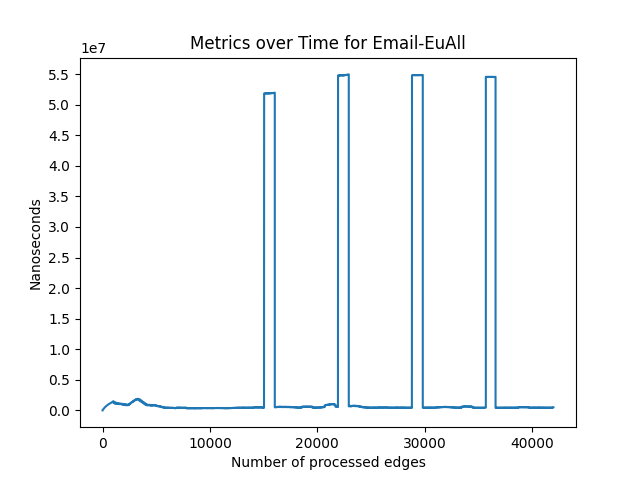 Metrics over Time for Email-EuAll
1e7
5.5
5.0
4.5
4.0
3.5
3.0
2.5
2.0
1.5
1.0
0.5
0.0
Nanoseconds
0 10000 20000 30000 40000
Number of processed edges